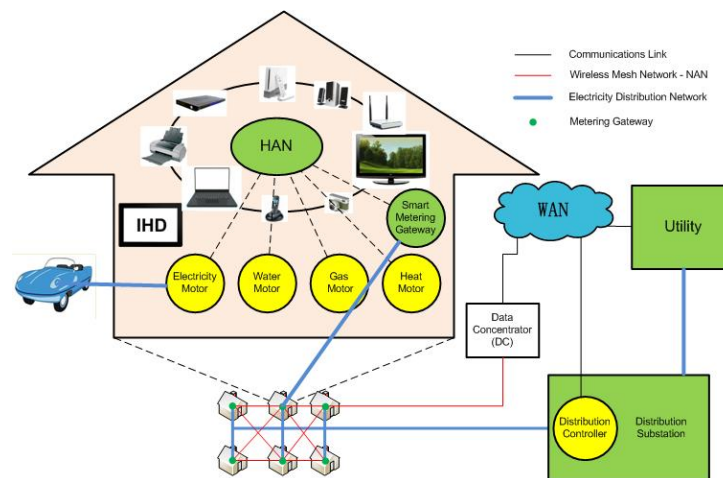 Communications Link
Wireless Mesh Network - NAN
Electricity Distribution Network
Metering Gateway
HAN
IHD
Smart
Metering
Gateway
Electricity
Motor
Water
Motor
Gas
Motor
Heat
Motor
WAN
Utility
Data
Concentrator
(DC)
Distribution
Controller
Distribution
Substation